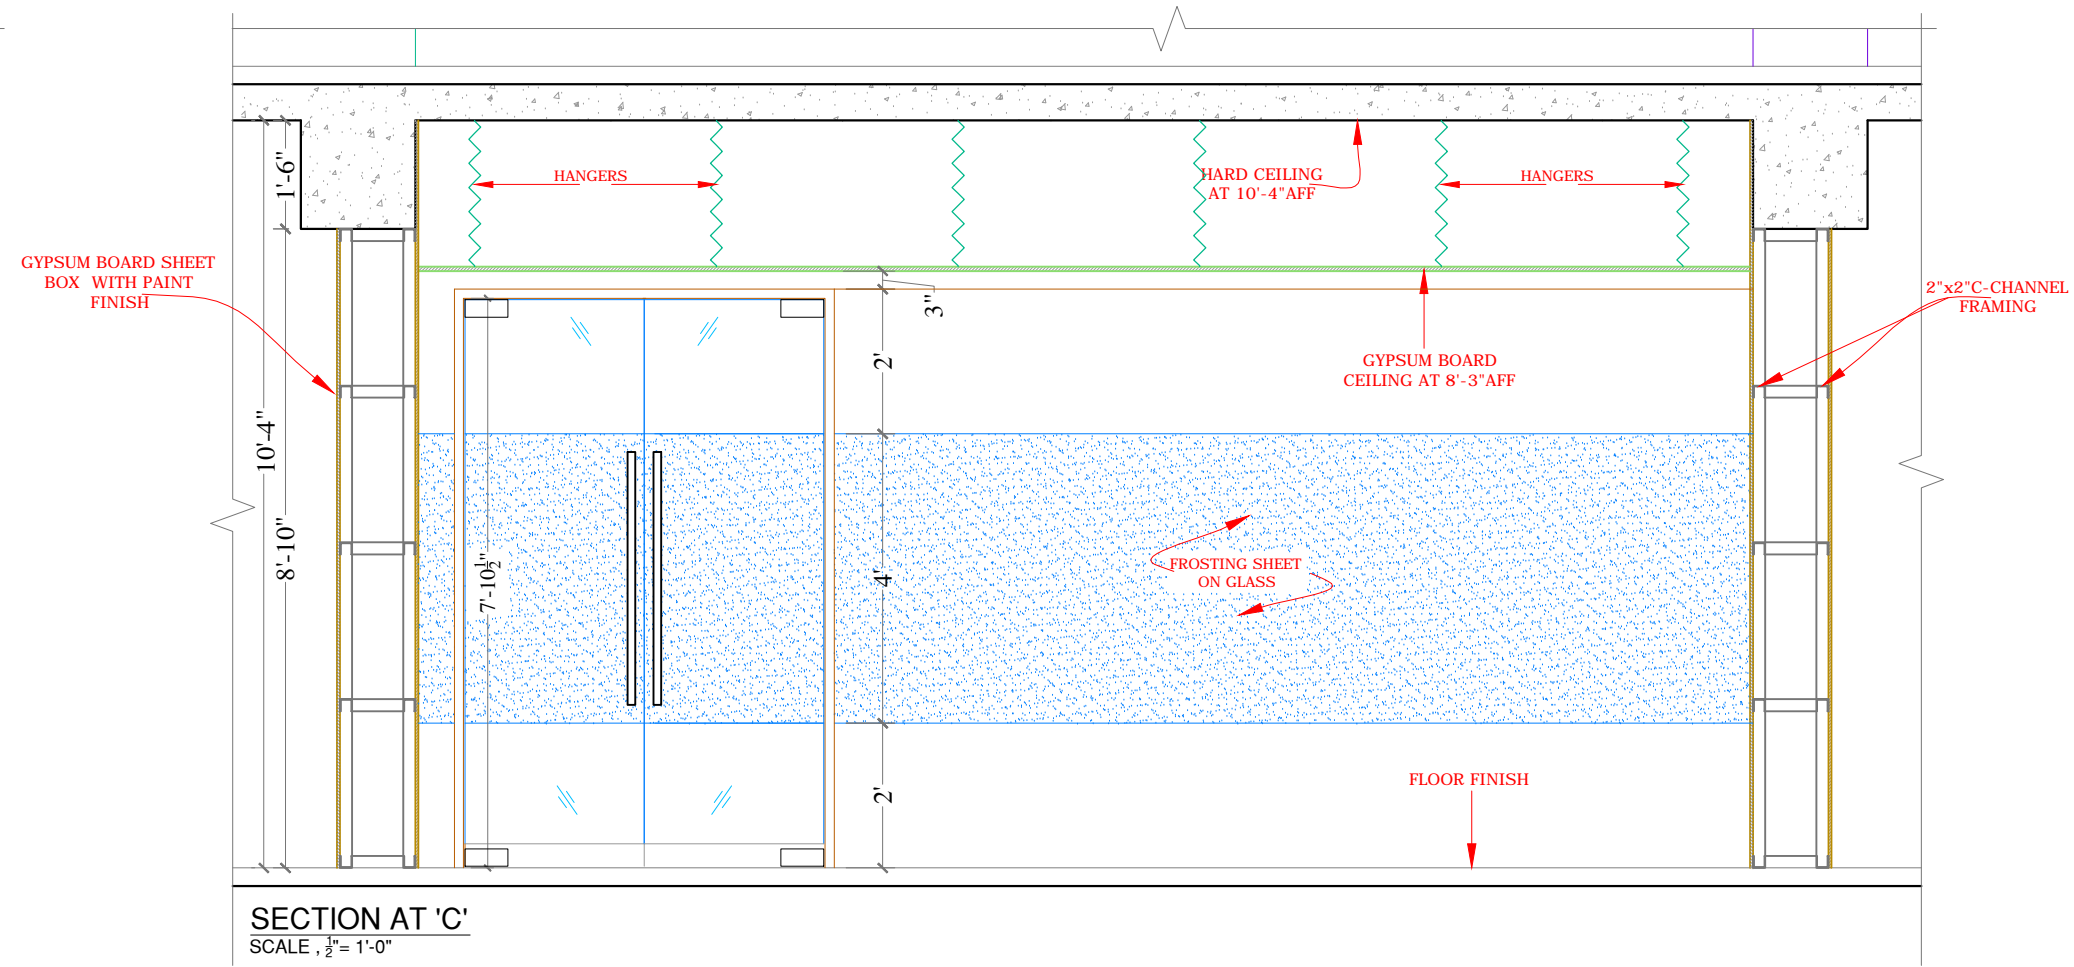 1'-6"
HANGERS
HARD CEILING
AT 10'-4"AFF
HANGERS
GYPSUM BOARD SHEET
BOX WITH PAINT
FINISH
3"
2"x2"C-CHANNEL
FRAMING
2'
GYPSUM BOARD
CEILING AT 8'-3"AFF
10'-4"
8'-10"
7'-10½"
4'
FROSTING SHEET
ON GLASS
2'
FLOOR FINISH
SECTION AT 'C'
SCALE , ½"= 1'-0"